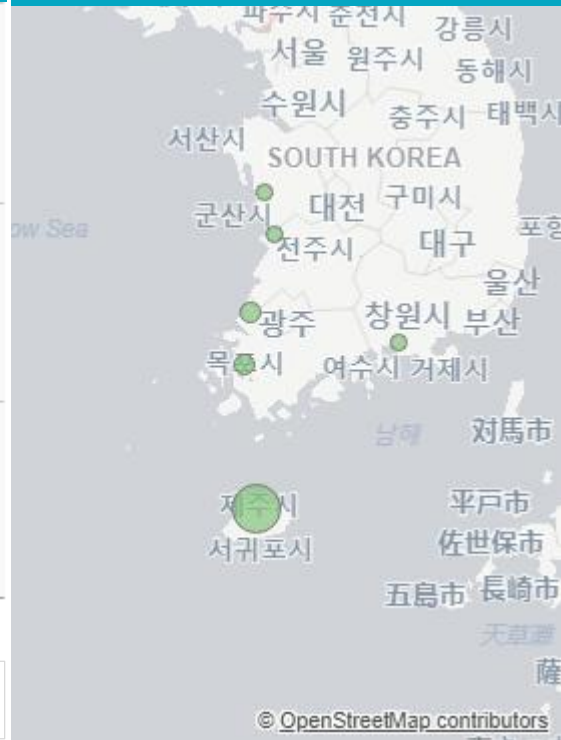 파주시 춘천시
강릉시
서울 원주시
동해시
수원시
충주시 태백시
서산시
SOUTH KOREA
군산시 대전 구미시
전주시 대구 포항
울산
광주 창원시 부산
목포시 여수시 거제시
남해 対馬市
제주시 平戸市
서귀포시 佐世保市
五島市 長崎市
天草灘
薩
© OpenStreetMap contributors